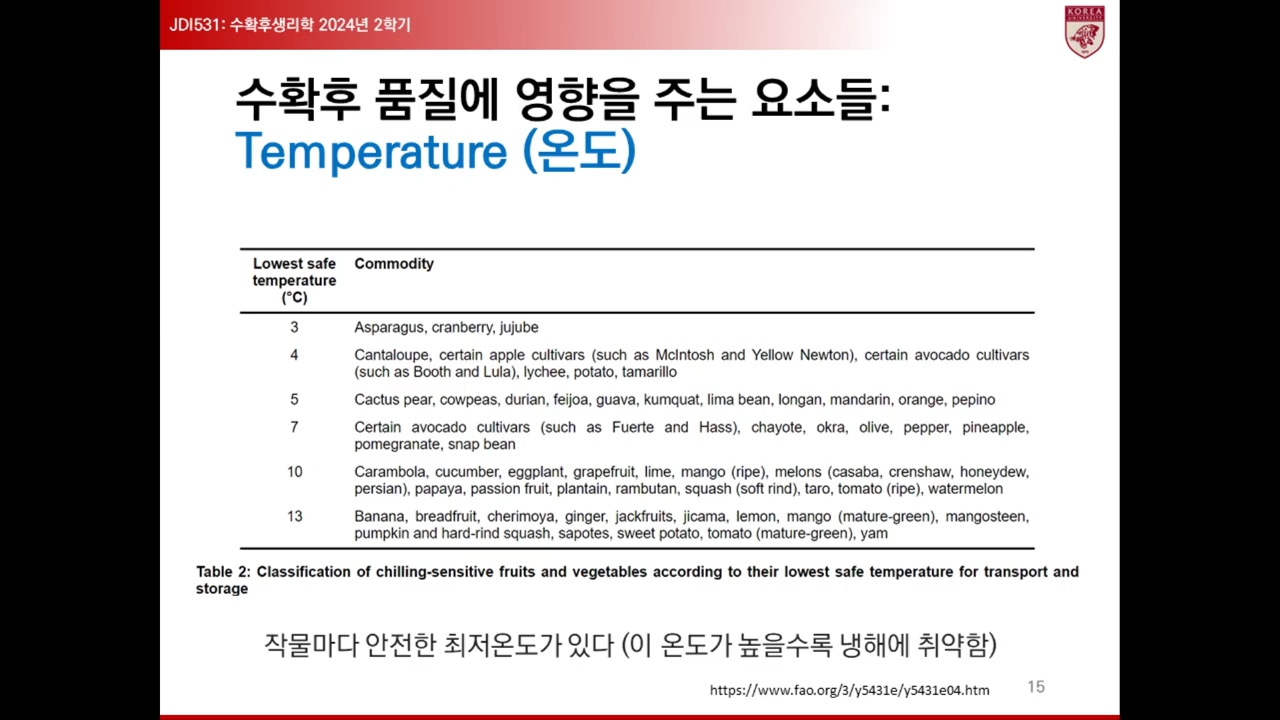 JDI531: 수확후생리학 2024년 2학기
KOREA
UNIVERSITY
수확후 품질에 영향을 주는 요소들:
Temperature (온도)
Lowest safe temperature (°C) Commodity
3 Asparagus, cranberry, jujube
4 Cantaloupe, certain apple cultivars (such as McIntosh and Yellow Newton), certain avocado cultivars
(such as Booth and Lula), lychee, potato, tamarillo
5 Cactus pear, cowpeas, durian, feijoa, guava, kumquat, lima bean, longan, mandarin, orange, pepino
7 Certain avocado cultivars (such as Fuerte and Hass), chayote, okra, olive, pepper, pineapple,
pomegranate, snap bean
10 Carambola, cucumber, eggplant, grapefruit, lime, mango (ripe), melons (casaba, crenshaw, honeydew,
persian), papaya, passion fruit, plantain, rambutan, squash (soft rind), taro, tomato (ripe), watermelon
13 Banana, breadfruit, cherimoya, ginger, jackfruits, jicama, lemon, mango (mature-green), mangosteen,
pumpkin and hard-rind squash, sapotes, sweet potato, tomato (mature-green), yam
Table 2: Classification of chilling-sensitive fruits and vegetables according to their lowest safe temperature for transport and
storage
작물마다 안전한 최저온도가 있다 (이 온도가 높을수록 냉해에 취약함)
https://www.fao.org/3/y5431e/y5431e04.htm
15